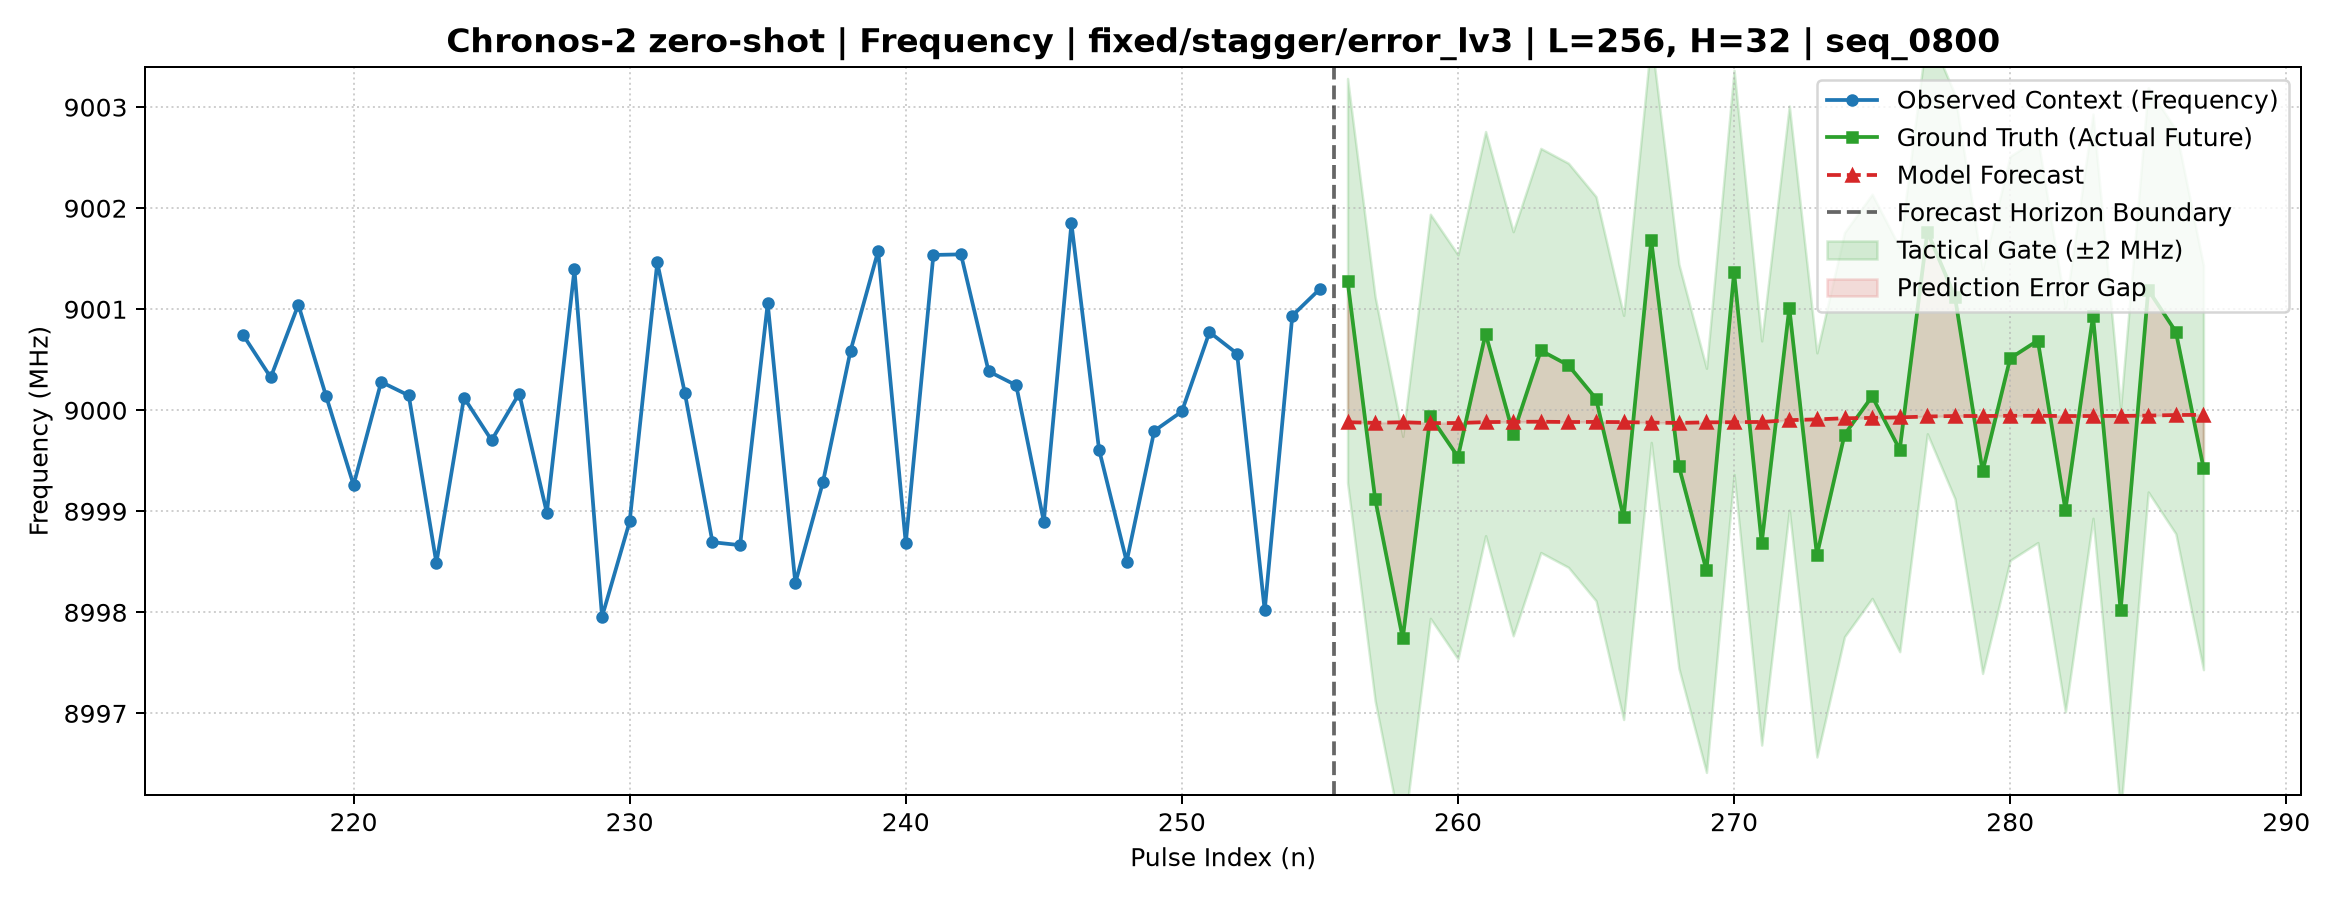 Chronos-2 zero-shot | Frequency | fixed/stagger/error_lv3 | L=256, H=32 | seq_0800
Frequency (MHz)
9003
9002
9001
9000
8999
8998
8997
Observed Context (Frequency)
Ground Truth (Actual Future)
Model Forecast
Forecast Horizon Boundary
Tactical Gate (±2 MHz)
Prediction Error Gap
220 230 240 250 260 270 280 290
Pulse Index (n)